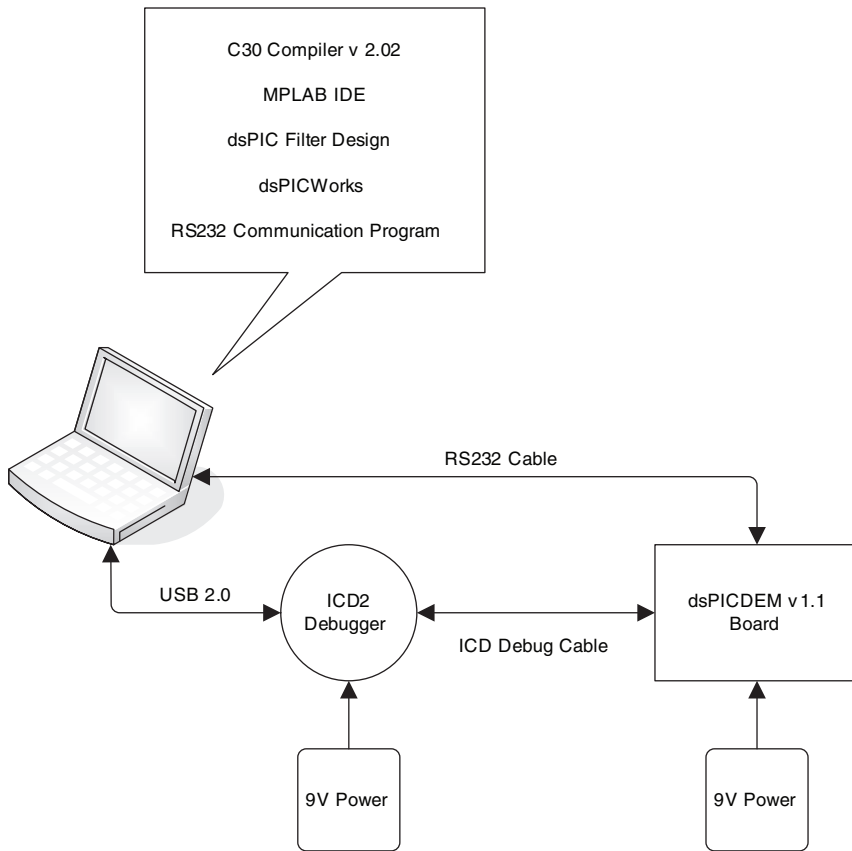 C30 Compiler v 2.02
MPLAB IDE
dsPIC Filter Design
dsPICWorks
RS232 Communication Program
RS232 Cable
USB 2.0
ICD2
Debugger
ICD Debug Cable
dsPICDEM v1.1
Board
9V Power
9V Power